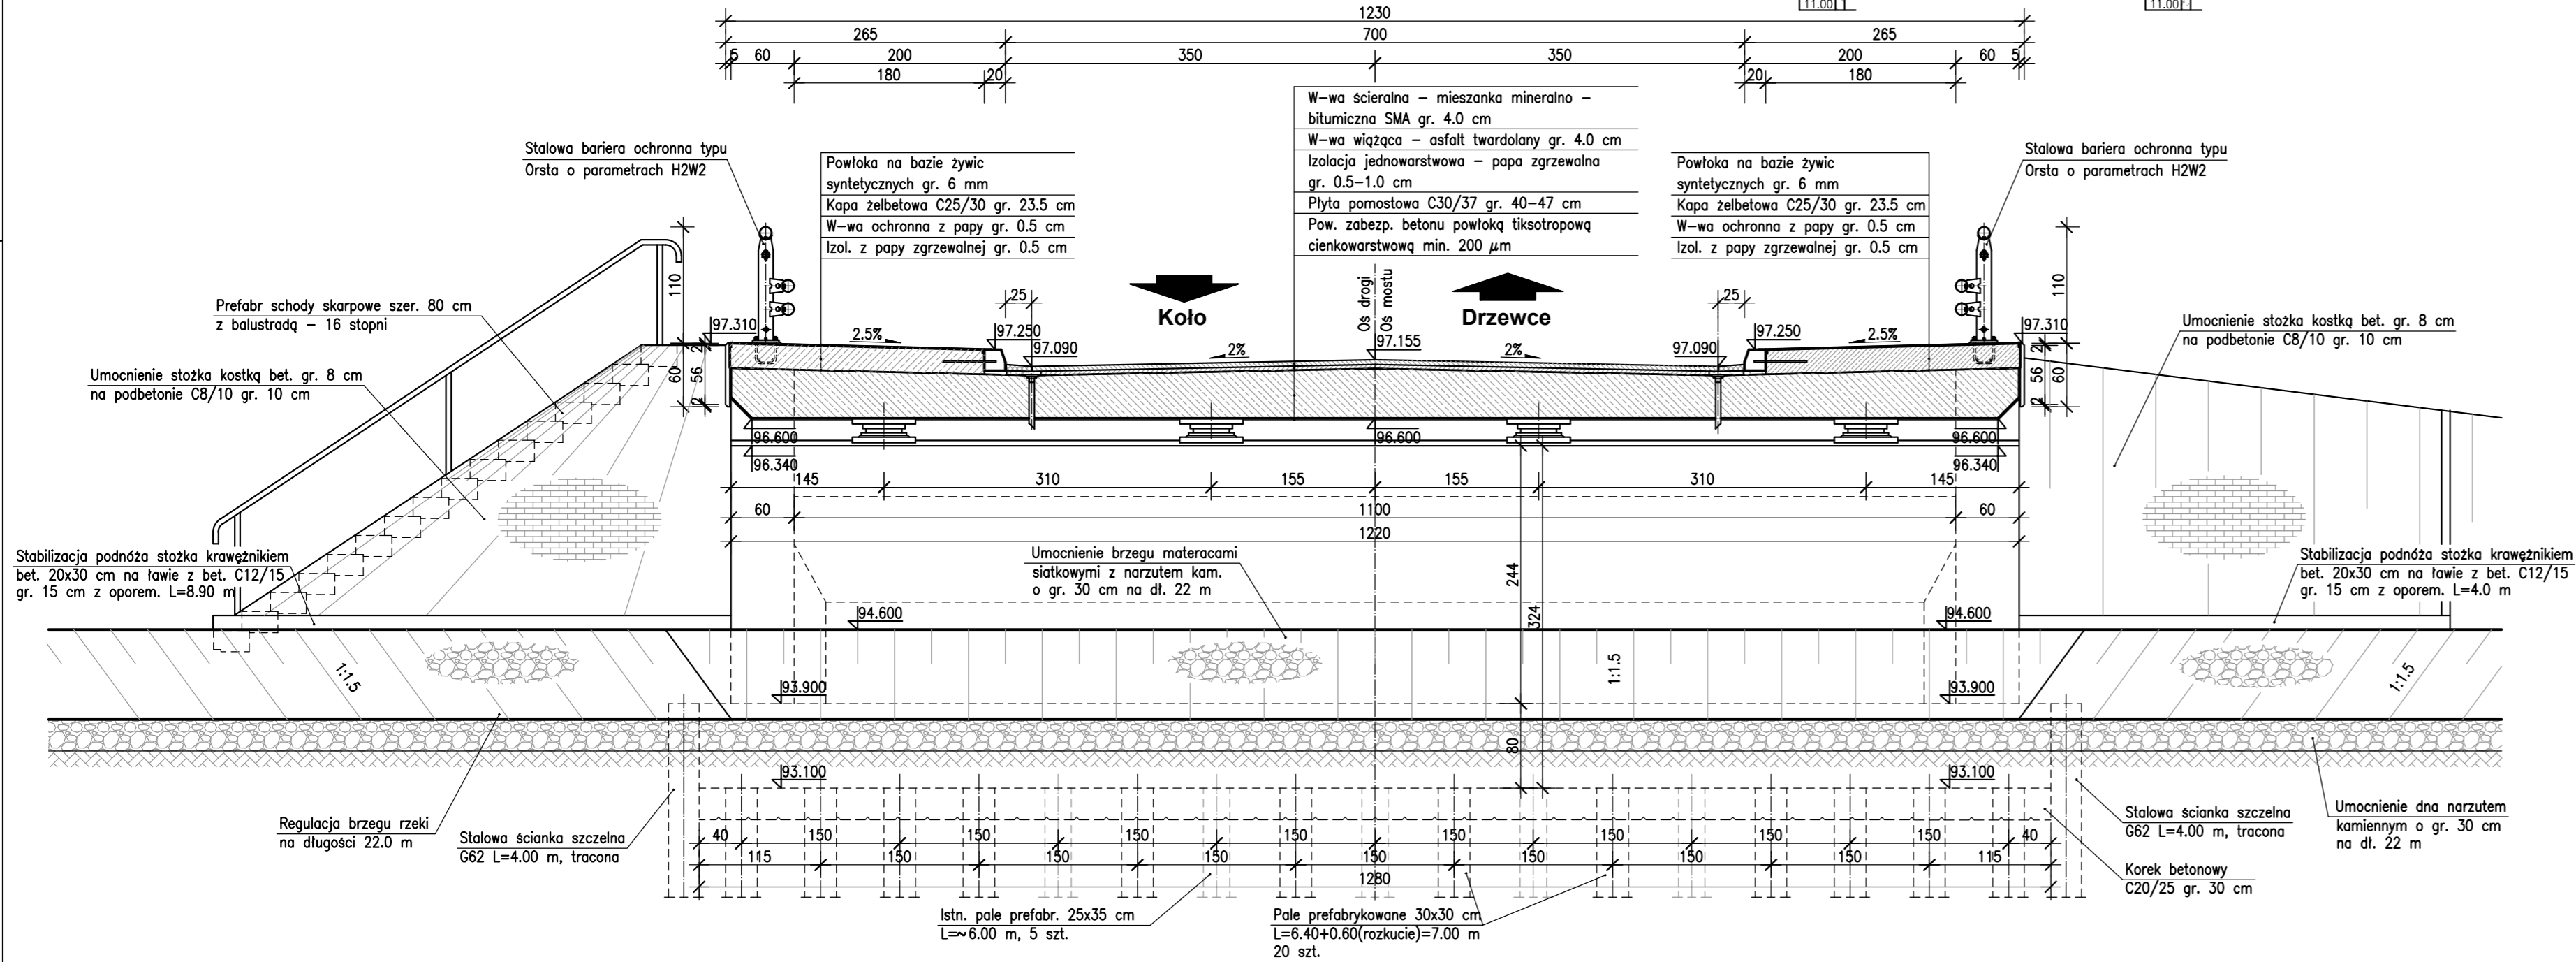 11.00 1
11.00
1230
265 700 265
5 60 200 350 350 200 60 5
180 20 20 180
W-wa ścieralna – mieszanka mineralno –
bitumiczna SMA gr. 4.0 cm
W-wa wiążąca – asfalt twardolany gr. 4.0 cm
Izolacja jednowarstwowa – papa zgrzewalna
gr. 0.5–1.0 cm
Płyta pomostowa C30/37 gr. 40–47 cm
Pow. zabezp. betonu powłoką tiksotropową
cienkowarstwową min. 200 μm
Stalowa bariera ochronna typu
Orsta o parametrach H2W2
Powłoka na bazie żywic
syntetycznych gr. 6 mm
Kapa żelbetowa C25/30 gr. 23.5 cm
W-wa ochronna z papy gr. 0.5 cm
Izol. z papy zgrzewalnej gr. 0.5 cm
Powłoka na bazie żywic
syntetycznych gr. 6 mm
Kapa żelbetowa C25/30 gr. 23.5 cm
W-wa ochronna z papy gr. 0.5 cm
Izol. z papy zgrzewalnej gr. 0.5 cm
Stalowa bariera ochronna typu
Orsta o parametrach H2W2
Prefabr schody skarpowe szer. 80 cm
z balustradą – 16 stopni
Umocnienie stożka kostką bet. gr. 8 cm
na podbetonie C8/10 gr. 10 cm
Umocnienie stożka kostką bet. gr. 8 cm
na podbetonie C8/10 gr. 10 cm
110
110
Koło
Drzewce
Oś drogi
Oś mostu
25
25
97.310
2.5%
97.250
97.090
2%
97.155
2%
97.090
97.250
2.5%
97.310
60
2
56
2
2
56
2
60
96.600
96.340
96.600
96.600
96.340
145 310 155 155 310 145
60 1100 60
1220
Stabilizacja podnóża stożka krawężnikiem
bet. 20x30 cm na ławie z bet. C12/15
gr. 15 cm z oporem. L=8.90 m
Umocnienie brzegu materacami
siatkowymi z narzutem kam.
o gr. 30 cm na dł. 22 m
Stabilizacja podnóża stożka krawężnikiem
bet. 20x30 cm na ławie z bet. C12/15
gr. 15 cm z oporem. L=4.0 m
244
324
94.600
94.600
1:1.5
1:1.5
1:1.5
93.900
93.900
80
93.100
93.100
Regulacja brzegu rzeki
na długości 22.0 m
Stalowa ścianka szczelna
G62 L=4.00 m, tracona
Stalowa ścianka szczelna
G62 L=4.00 m, tracona
Umocnienie dna narzutem
kamiennym o gr. 30 cm
na dł. 22 m
Korek betonowy
C20/25 gr. 30 cm
40 150 150 150 150 150 150 150 150 40
115 150 150 150 150 150 150 150 115
1280
Istn. pale prefabr. 25x35 cm
L=~6.00 m, 5 szt.
Pale prefabrykowane 30x30 cm
L=6.40+0.60(rozkucie)=7.00 m
20 szt.